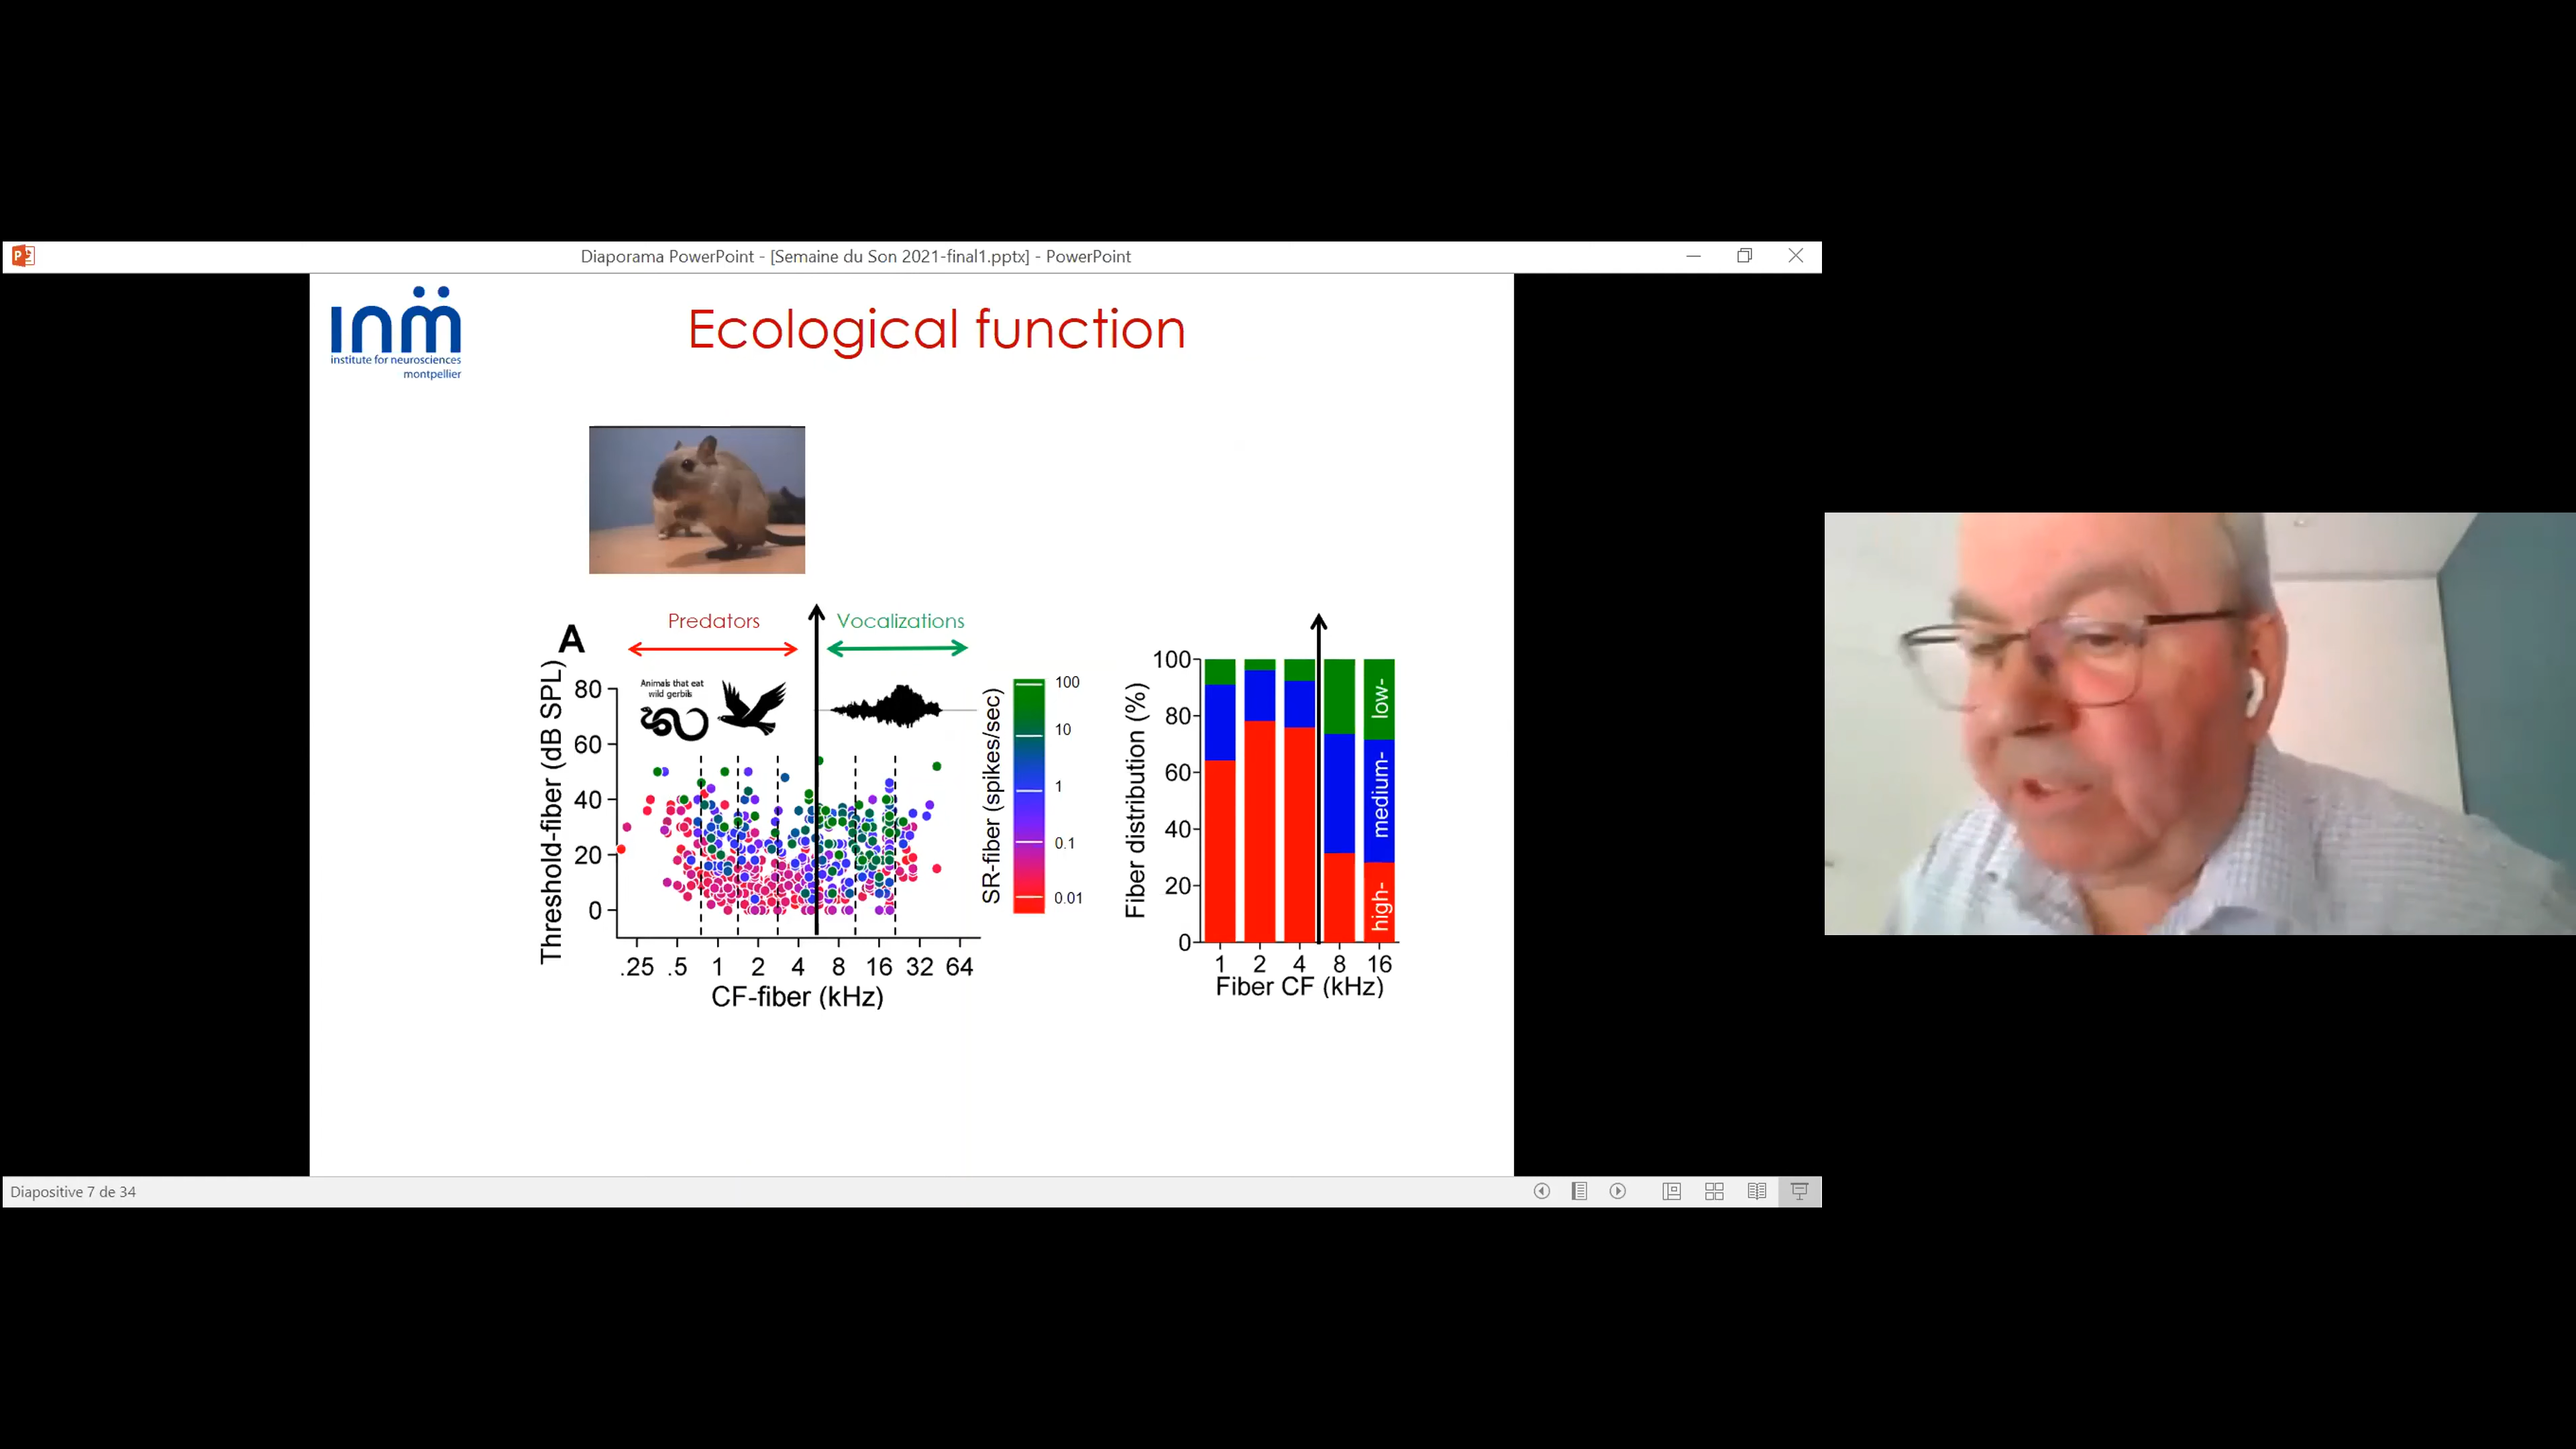 Diaporama PowerPoint - [Semaine du Son 2021-final1.pptx] - PowerPoint
inm
institute for neurosciences
montpellier
Ecological function
A
Predators
Vocalizations
Animals that eat
wild gerbils
Threshold-fiber (dB SPL)
80
60
40
20
0
.25 .5 1 2 4 8 16 32 64
CF-fiber (kHz)
SR-fiber (spikes/sec)
100
10
1
0.1
0.01
Fiber distribution (%)
100
80
60
40
20
0
low-
medium-
high-
1 2 4 8 16
Fiber CF (kHz)
Diapositive 7 de 34